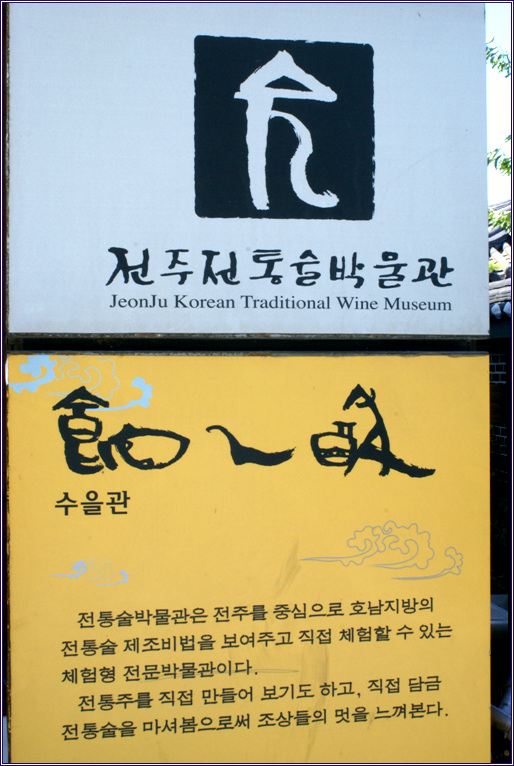 전주전통술박물관
JeonJu Korean Traditional Wine Museum
수을관
전통술박물관은 전주를 중심으로 호남지방의
전통술 제조비법을 보여주고 직접 체험할 수 있는
체험형 전문박물관이다.
전통주를 직접 만들어 보기도 하고, 직접 담금
전통술을 마셔봄으로써 조상들의 멋을 느껴본다.